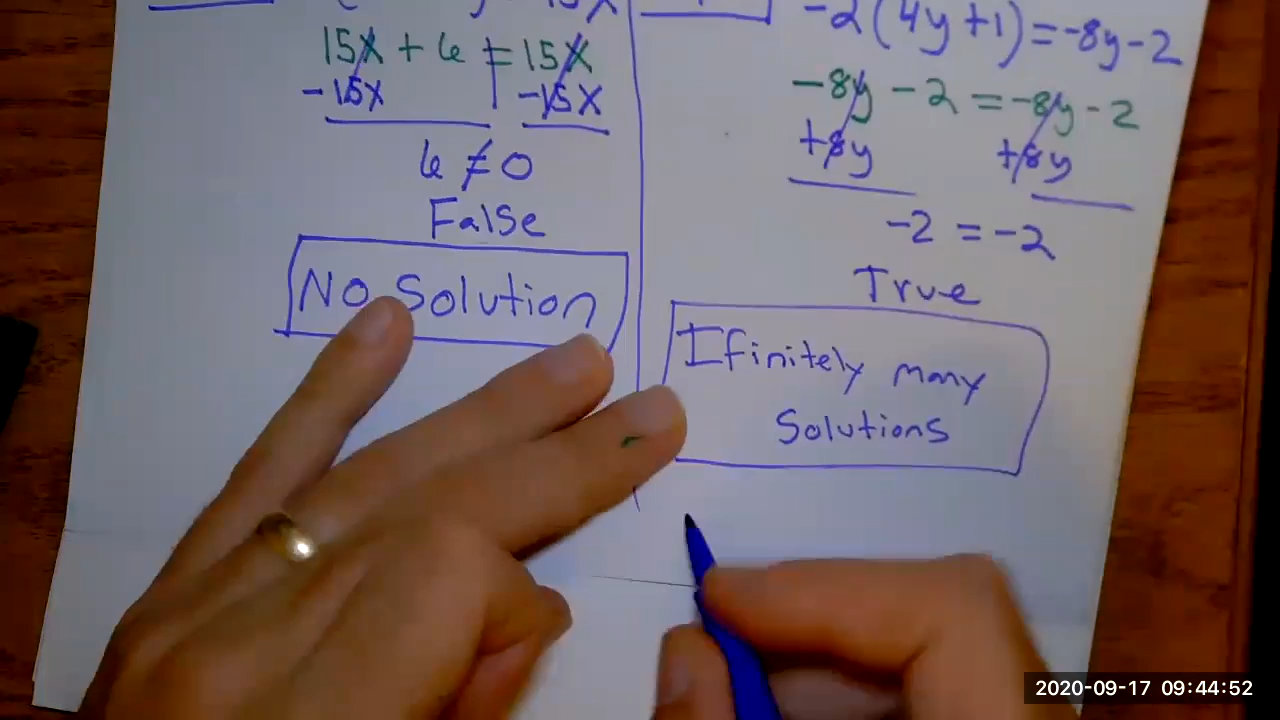 15x + 6 = 15x
-15x -15x
6 ≠ 0
False
No Solution
-2(4y+1) = -8y-2
-8y - 2 = -8y - 2
+8y +8y
-2 = -2
True
Ifinitely many
Solutions
2020-09-17 09:44:52